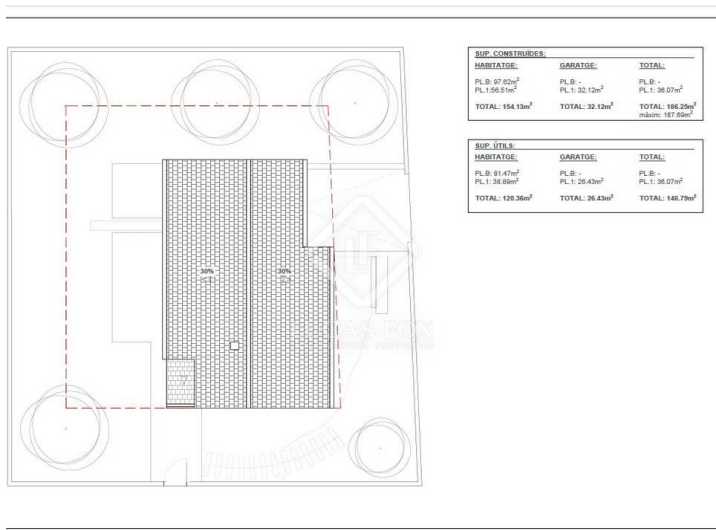 SUP. CONSTRUÏDES:
HABITATGE: GARATGE: TOTAL:
PL.B: 97.62m² PL.B: - PL.B: -
PL.1:56.51m² PL.1: 32.12m² PL.1: 36.07m²
TOTAL: 154.13m² TOTAL: 32.12m² TOTAL: 186.25m²
màxim: 187.69m²
SUP. ÚTILS:
HABITATGE: GARATGE: TOTAL:
PL.B: 81.47m² PL.B: - PL.B: -
PL.1: 38.89m² PL.1: 26.43m² PL.1: 36.07m²
TOTAL: 120.36m² TOTAL: 26.43m² TOTAL: 146.79m²
30% 30%
LF
LUCAS FOX